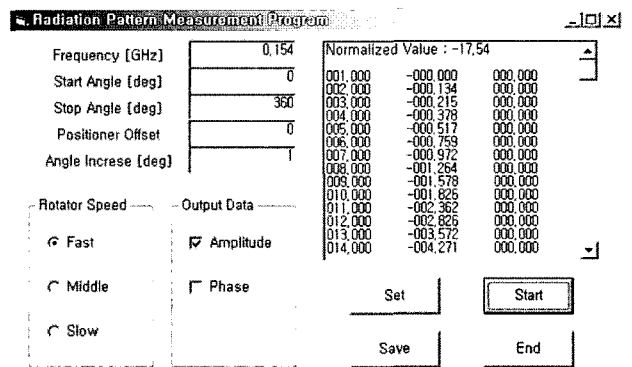 Radiation Pattern Measurement Program
Frequency [GHz] 0,154
Start Angle [deg] 0
Stop Angle [deg] 360
Positioner Offset 0
Angle Increse [deg] 1
Rotator Speed
Fast
Middle
Slow
Output Data
Amplitude
Phase
Normalized Value : -17,54
001,000 -000,000 000,000
002,000 -000,134 000,000
003,000 -000,215 000,000
004,000 -000,378 000,000
005,000 -000,517 000,000
006,000 -000,759 000,000
007,000 -000,972 000,000
008,000 -001,264 000,000
009,000 -001,578 000,000
010,000 -001,826 000,000
011,000 -002,362 000,000
012,000 -002,826 000,000
013,000 -003,572 000,000
014,000 -004,271 000,000
Set
Start
Save
End